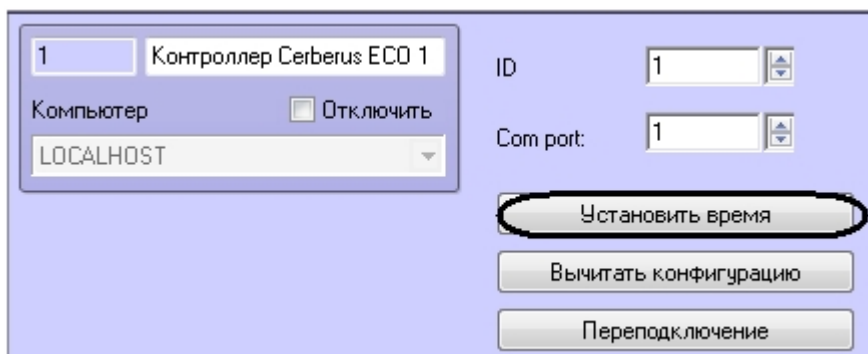 1 Контроллер Cerberus ECO 1
Компьютер Отключить
LOCALHOST
ID 1
Com port: 1
Установить время
Вычитать конфигурацию
Переподключение